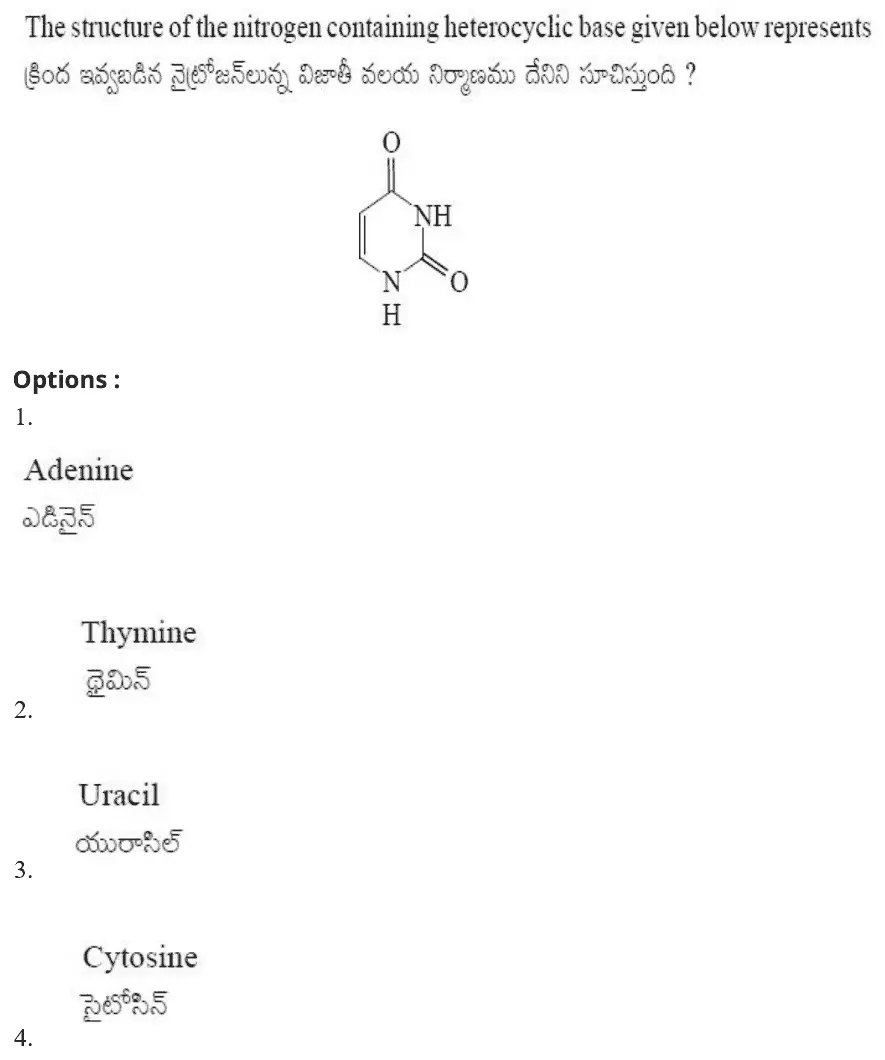 The structure of the nitrogen containing heterocyclic base given below represents
క్రింద ఇవ్వబడిన నైట్రోజన్‌లున్న విజాతీ వలయ నిర్మాణము దేనిని సూచిస్తుంది ?
O
NH
N
O
H
Options :
1.
Adenine
ఎడినైన్
Thymine
థైమిన్
2.
Uracil
యురాసిల్
3.
Cytosine
సైటోసిన్
4.